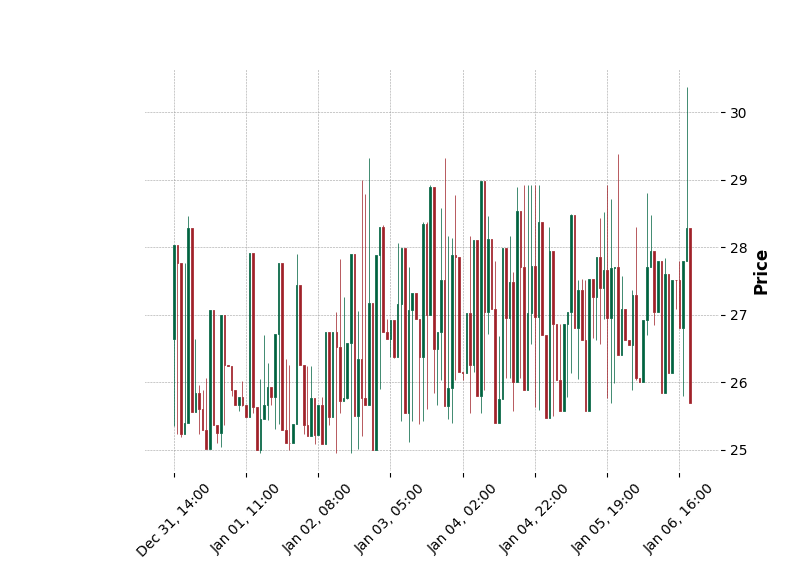 30
29
28
27
26
25
Price
Dec 31, 14:00
Jan 01, 11:00
Jan 02, 08:00
Jan 03, 05:00
Jan 04, 02:00
Jan 04, 22:00
Jan 05, 19:00
Jan 06, 16:00